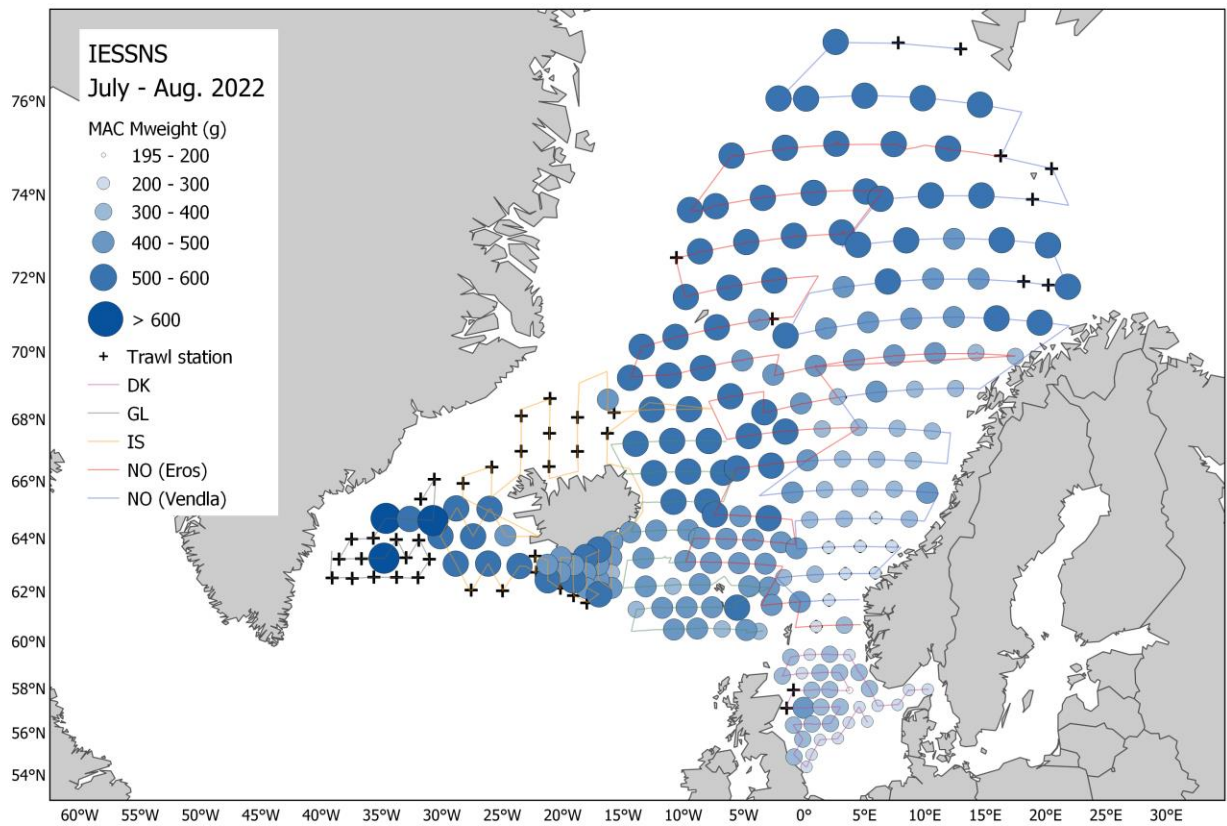 IESSNS
July - Aug. 2022
MAC Mweight (g)
195 - 200
200 - 300
300 - 400
400 - 500
500 - 600
> 600
Trawl station
DK
GL
IS
NO (Eros)
NO (Vendla)
76°N
74°N
72°N
70°N
68°N
66°N
64°N
62°N
60°N
58°N
56°N
54°N
60°W 55°W 50°W 45°W 40°W 35°W 30°W 25°W 20°W 15°W 10°W 5°W 0° 5°E 10°E 15°E 20°E 25°E 30°E